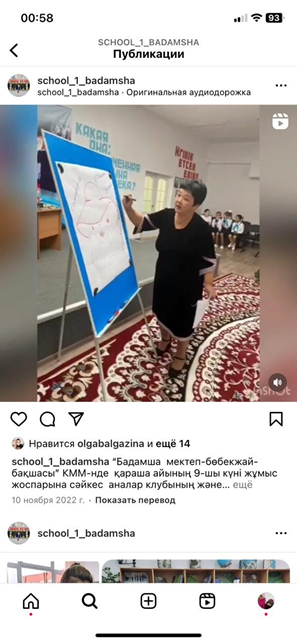 00:58
93
SCHOOL_1_BADAMSHA
Публикации
school_1_badamsha
school_1_badamsha · Оригинальная аудиодорожка
КАКАЯ
ОНА:
Нравится olgabalgazina и ещё 14
school_1_badamsha "Бадамша мектеп-бөбекжай-
бақшасы" КММ-нде қараша айының 9-шы күні жұмыс
жоспарына сәйкес аналар клубының және... ещё
10 ноября 2022 г. · Показать перевод
school_1_badamsha